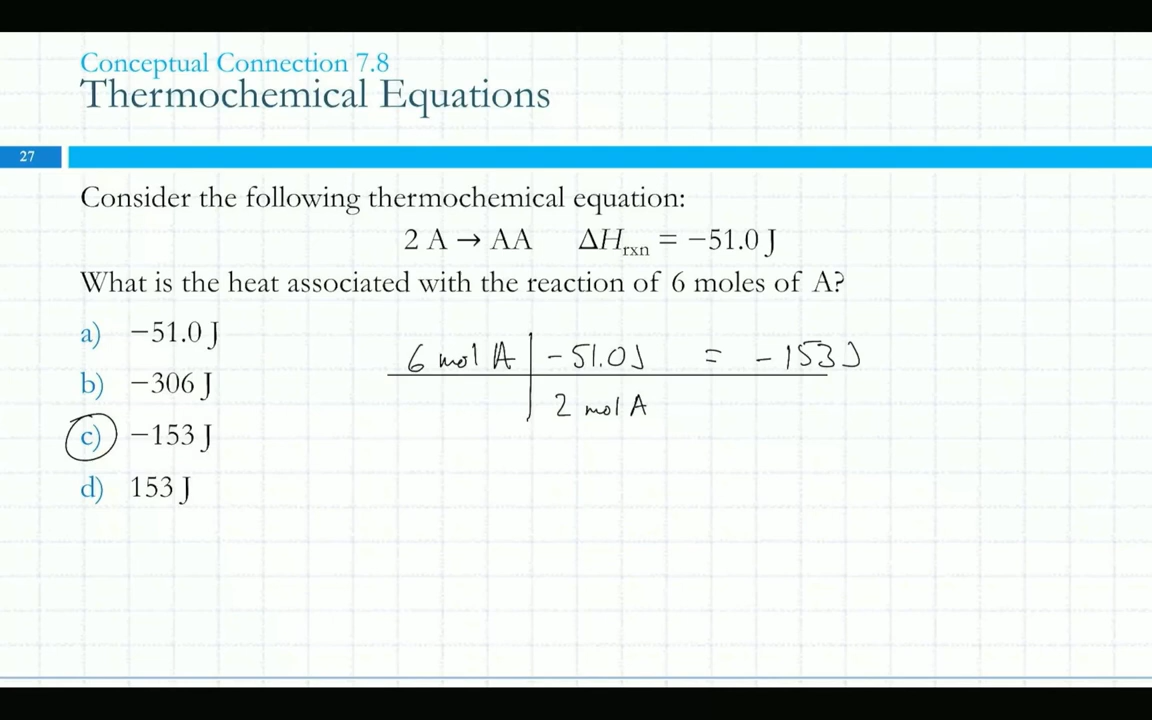 Conceptual Connection 7.8
Thermochemical Equations
27
Consider the following thermochemical equation:
2 A → AA ΔHrxn = −51.0 J
What is the heat associated with the reaction of 6 moles of A?
a) −51.0 J
b) −306 J
c) −153 J
d) 153 J
6 mol A | - 51.0 J = - 153 J
2 mol A